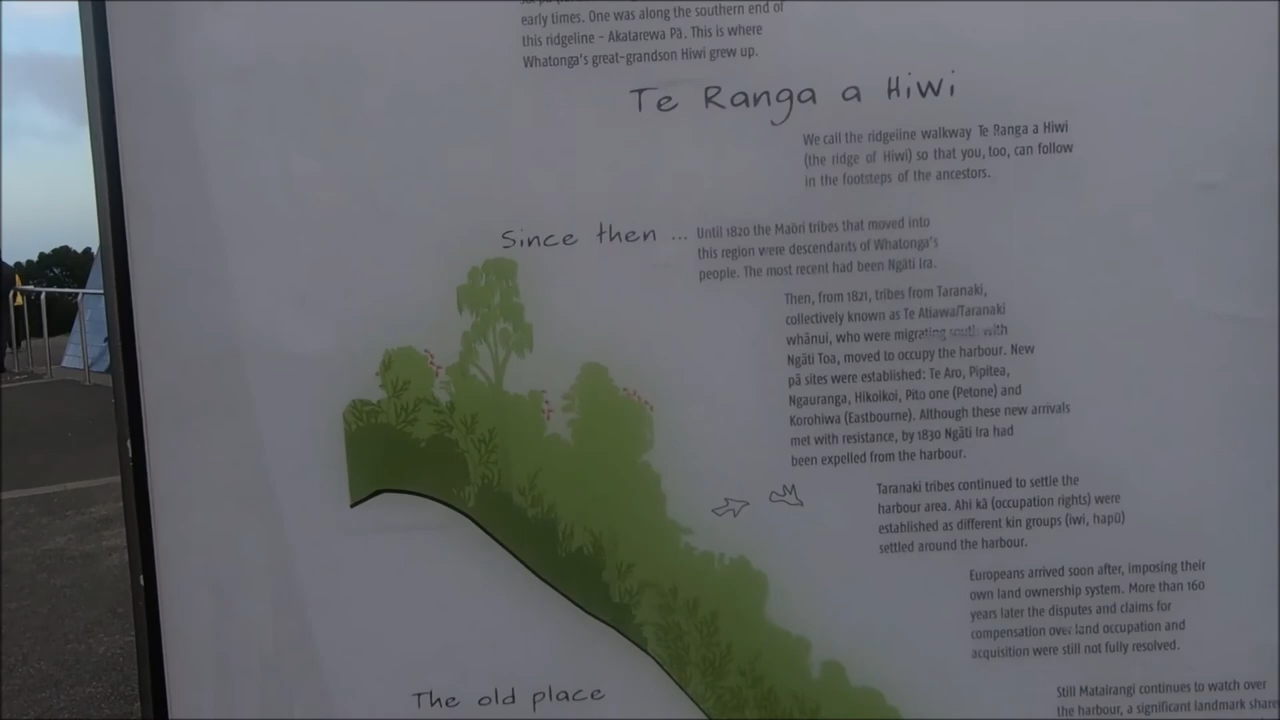 early times. One was along the southern end of
this ridgeline – Akatarewa Pā. This is where
Whatonga's great-grandson Hiwi grew up.
Te Ranga a Hiwi
We call the ridgeline walkway Te Ranga a Hiwi
(the ridge of Hiwi) so that you, too, can follow
in the footsteps of the ancestors.
Since then ...
Until 1820 the Maōri tribes that moved into
this region were descendants of Whatonga's
people. The most recent had been Ngāti Ira.
Then, from 1821, tribes from Taranaki,
collectively known as Te Atiawa/Taranaki
whānui, who were migrating south with
Ngāti Toa, moved to occupy the harbour. New
pā sites were established: Te Aro, Pipitea,
Ngauranga, Hikoikoi, Pito one (Petone) and
Korohiwa (Eastbourne). Although these new arrivals
met with resistance, by 1830 Ngāti Ira had
been expelled from the harbour.
Taranaki tribes continued to settle the
harbour area. Ahi kā (occupation rights) were
established as different kin groups (iwi, hapū)
settled around the harbour.
Europeans arrived soon after, imposing their
own land ownership system. More than 160
years later the disputes and claims for
compensation over land occupation and
acquisition were still not fully resolved.
The old place
Still Matairangi continues to watch over
the harbour, a significant landmark share